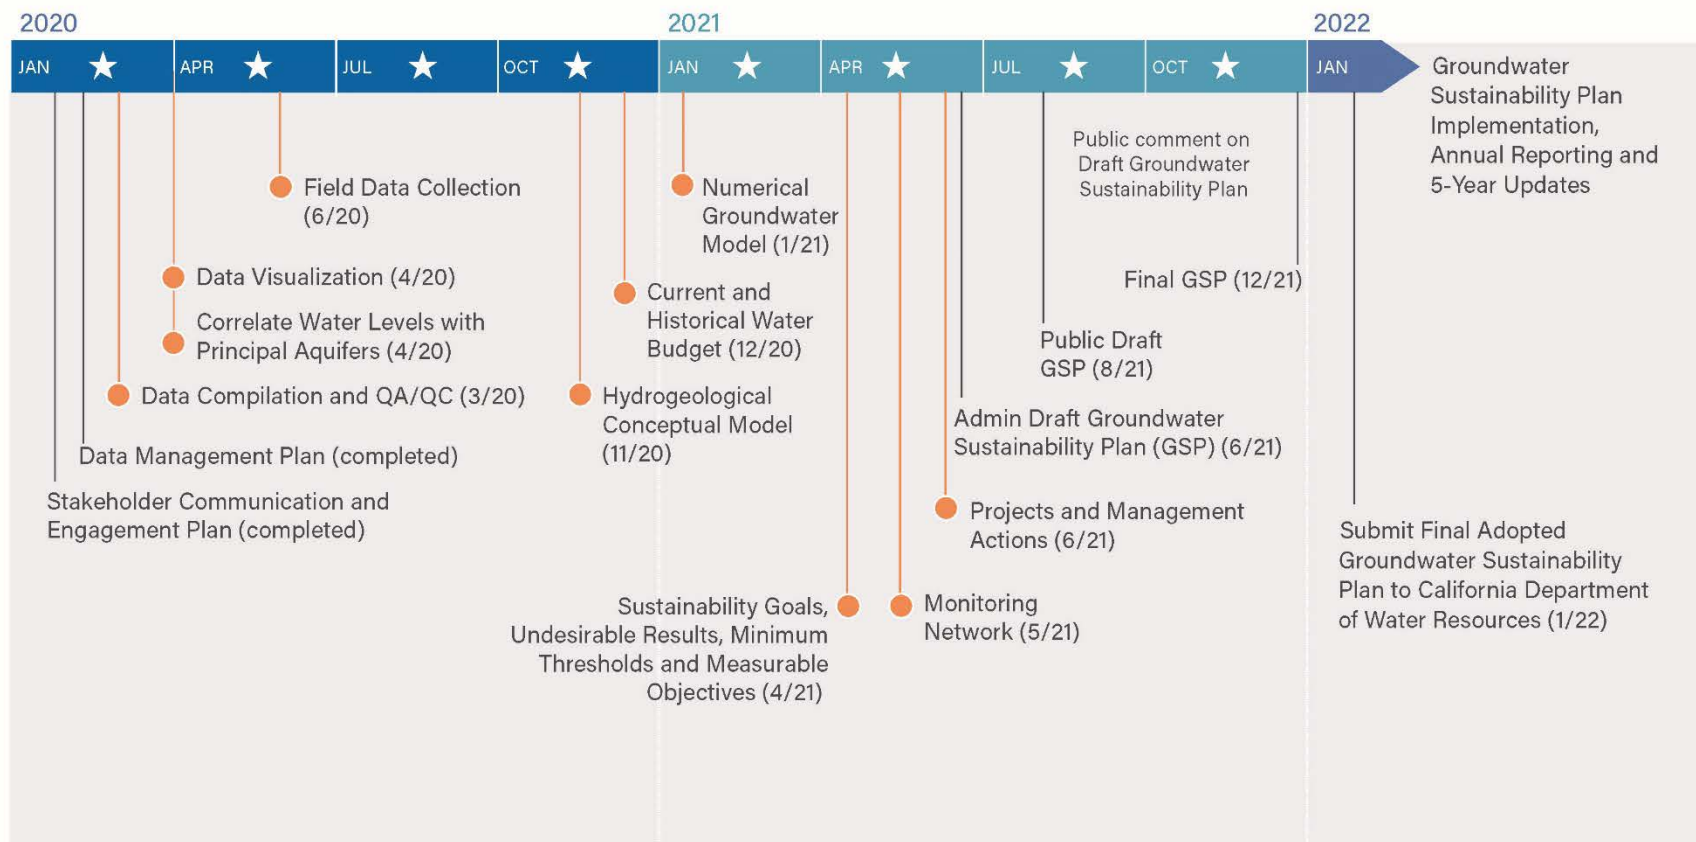 2020
2021
2022
JAN
APR
JUL
OCT
JAN
APR
JUL
OCT
JAN
Groundwater
Sustainability Plan
Implementation,
Annual Reporting and
5-Year Updates
Public comment on
Draft Groundwater
Sustainability Plan
Field Data Collection
(6/20)
Numerical
Groundwater
Model (1/21)
Data Visualization (4/20)
Final GSP (12/21)
Current and
Historical Water
Budget (12/20)
Correlate Water Levels with
Principal Aquifers (4/20)
Public Draft
GSP (8/21)
Data Compilation and QA/QC (3/20)
Hydrogeological
Conceptual Model
(11/20)
Admin Draft Groundwater
Sustainability Plan (GSP) (6/21)
Data Management Plan (completed)
Stakeholder Communication and
Engagement Plan (completed)
Projects and Management
Actions (6/21)
Submit Final Adopted
Groundwater Sustainability
Plan to California Department
of Water Resources (1/22)
Sustainability Goals,
Undesirable Results, Minimum
Thresholds and Measurable
Objectives (4/21)
Monitoring
Network (5/21)